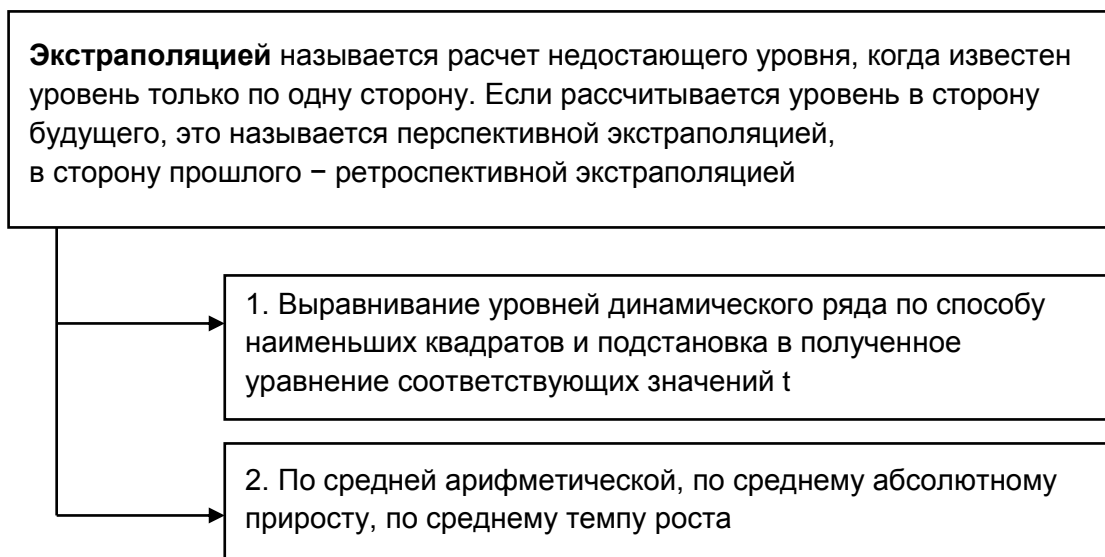 Экстраполяцией называется расчет недостающего уровня, когда известен
уровень только по одну сторону. Если рассчитывается уровень в сторону
будущего, это называется перспективной экстраполяцией,
в сторону прошлого − ретроспективной экстраполяцией
1. Выравнивание уровней динамического ряда по способу
наименьших квадратов и подстановка в полученное
уравнение соответствующих значений t
2. По средней арифметической, по среднему абсолютному
приросту, по среднему темпу роста